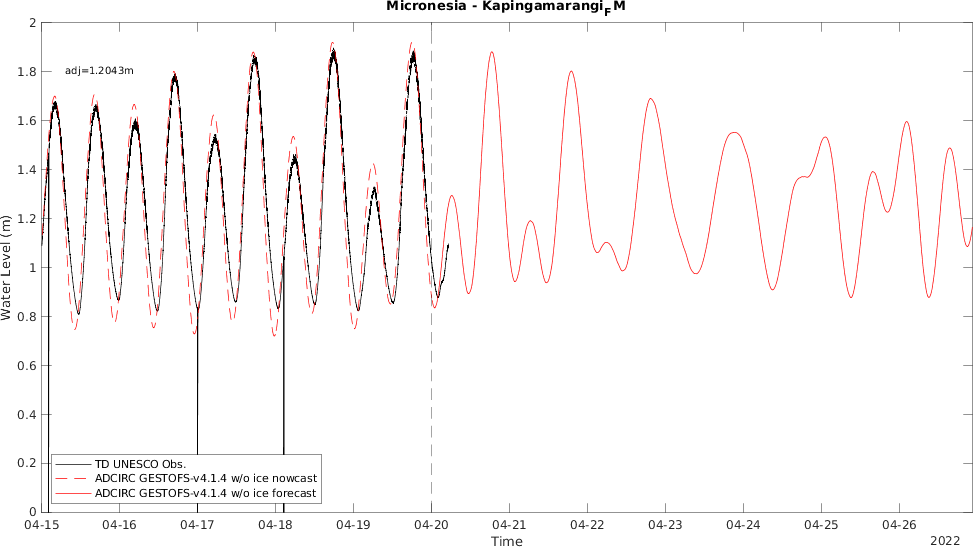 Micronesia - Kapingamarangi_FM
2
1.8
adj=1.2043m
1.6
1.4
1.2
1
0.8
0.6
0.4
0.2
0
Water Level (m)
TD UNESCO Obs.
ADCIRC GESTOFS-v4.1.4 w/o ice nowcast
ADCIRC GESTOFS-v4.1.4 w/o ice forecast
04-15 04-16 04-17 04-18 04-19 04-20 04-21 04-22 04-23 04-24 04-25 04-26
Time
2022